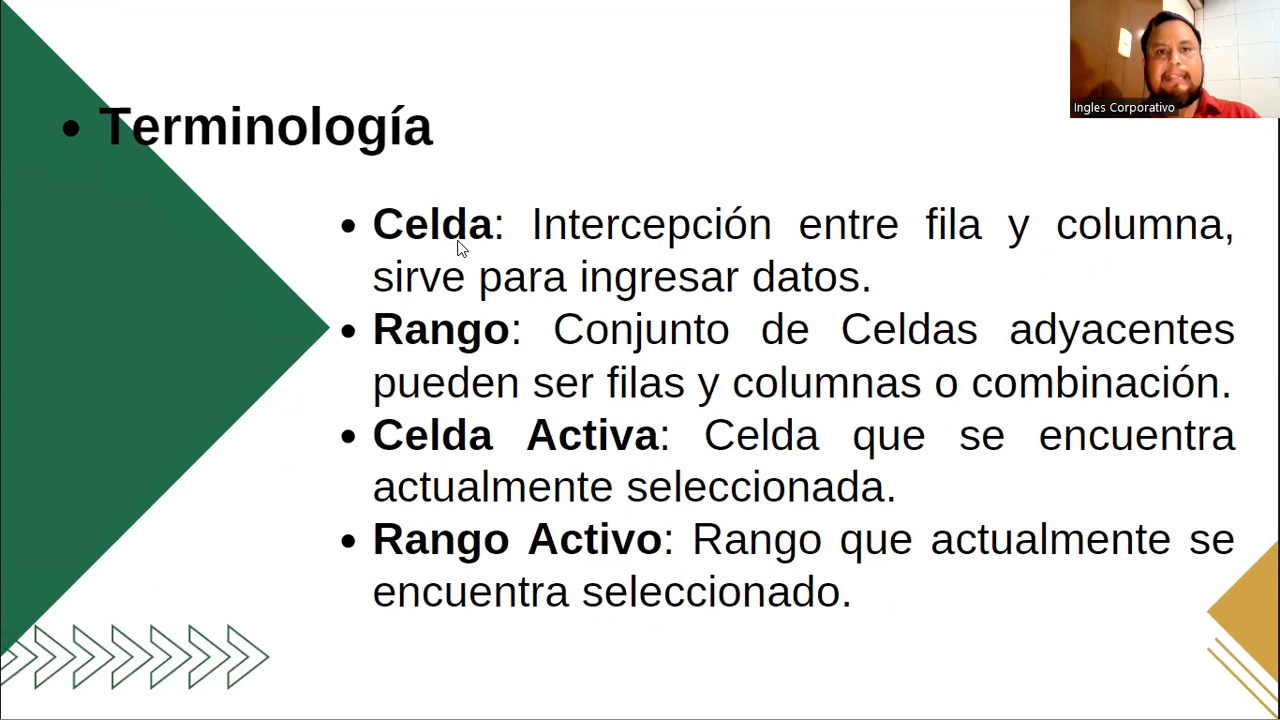 • Terminología
Ingles Corporativo
• Celda: Intercepción entre fila y columna,
sirve para ingresar datos.
• Rango: Conjunto de Celdas adyacentes
pueden ser filas y columnas o combinación.
• Celda Activa: Celda que se encuentra
actualmente seleccionada.
• Rango Activo: Rango que actualmente se
encuentra seleccionado.